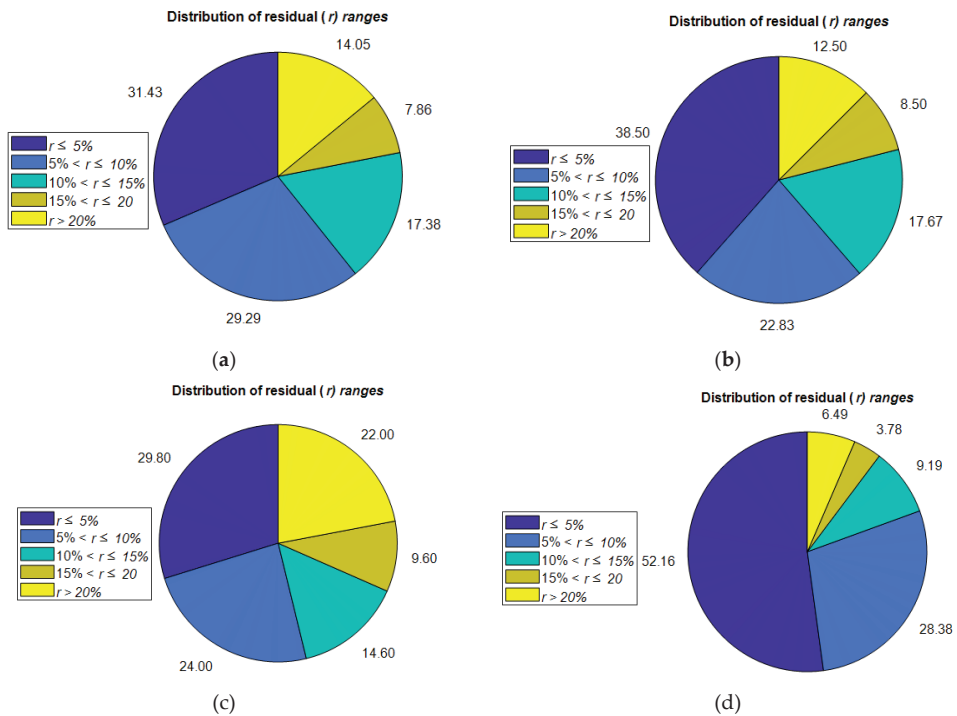 Distribution of residual (r) ranges
14.05
7.86
17.38
29.29
31.43
r ≤ 5%
5% < r ≤ 10%
10% < r ≤ 15%
15% < r ≤ 20
r > 20%
(a)
Distribution of residual (r) ranges
12.50
8.50
17.67
22.83
38.50
r ≤ 5%
5% < r ≤ 10%
10% < r ≤ 15%
15% < r ≤ 20
r > 20%
(b)
Distribution of residual (r) ranges
22.00
9.60
14.60
24.00
29.80
r ≤ 5%
5% < r ≤ 10%
10% < r ≤ 15%
15% < r ≤ 20
r > 20%
(c)
Distribution of residual (r) ranges
6.49
3.78
9.19
28.38
52.16
r ≤ 5%
5% < r ≤ 10%
10% < r ≤ 15%
15% < r ≤ 20
r > 20%
(d)